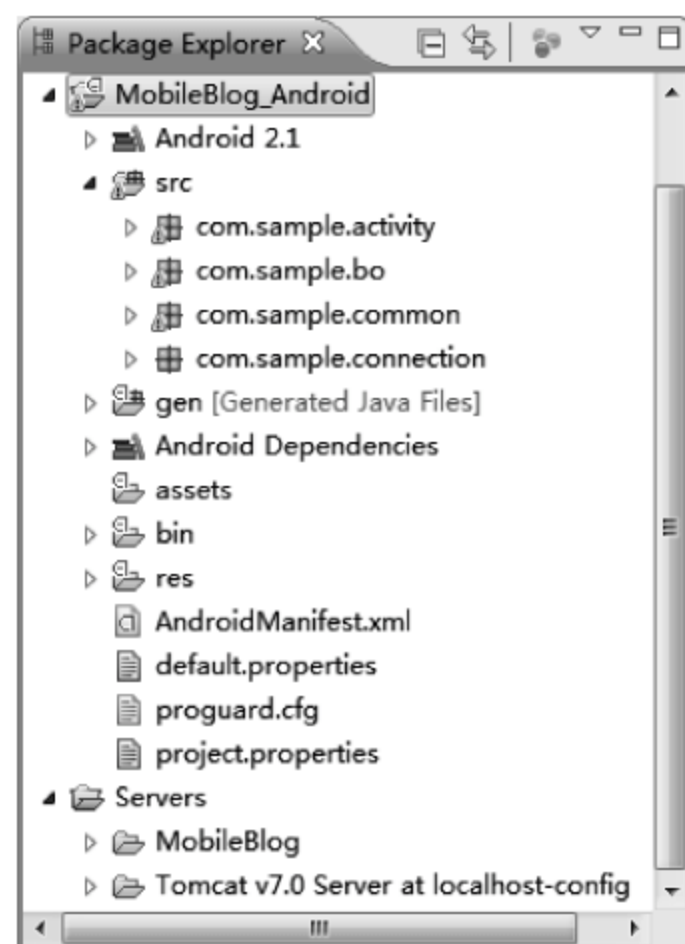 Package Explorer
MobileBlog_Android
Android 2.1
src
com.sample.activity
com.sample.bo
com.sample.common
com.sample.connection
gen [Generated Java Files]
Android Dependencies
assets
bin
res
AndroidManifest.xml
default.properties
proguard.cfg
project.properties
Servers
MobileBlog
Tomcat v7.0 Server at localhost-config